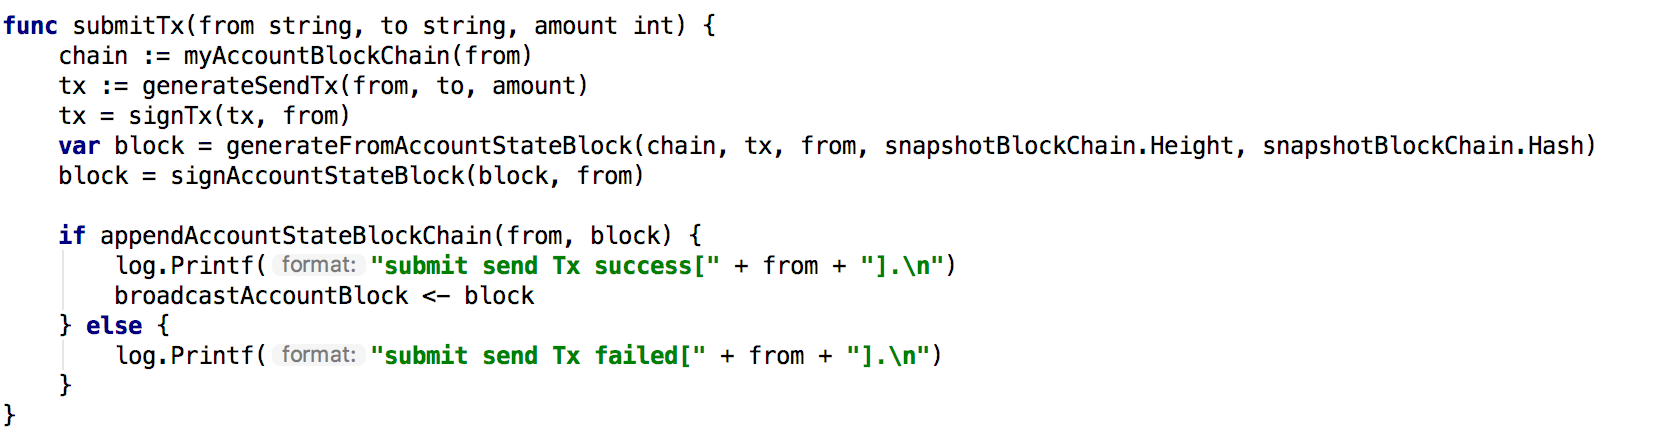 func submitTx(from string, to string, amount int) {
    chain := myAccountBlockChain(from)
    tx := generateSendTx(from, to, amount)
    tx = signTx(tx, from)
    var block = generateFromAccountStateBlock(chain, tx, from, snapshotBlockChain.Height, snapshotBlockChain.Hash)
    block = signAccountStateBlock(block, from)

    if appendAccountStateBlockChain(from, block) {
        log.Printf( format: "submit send Tx success[" + from + "].\n")
        broadcastAccountBlock <- block
    } else {
        log.Printf( format: "submit send Tx failed[" + from + "].\n")
    }
}